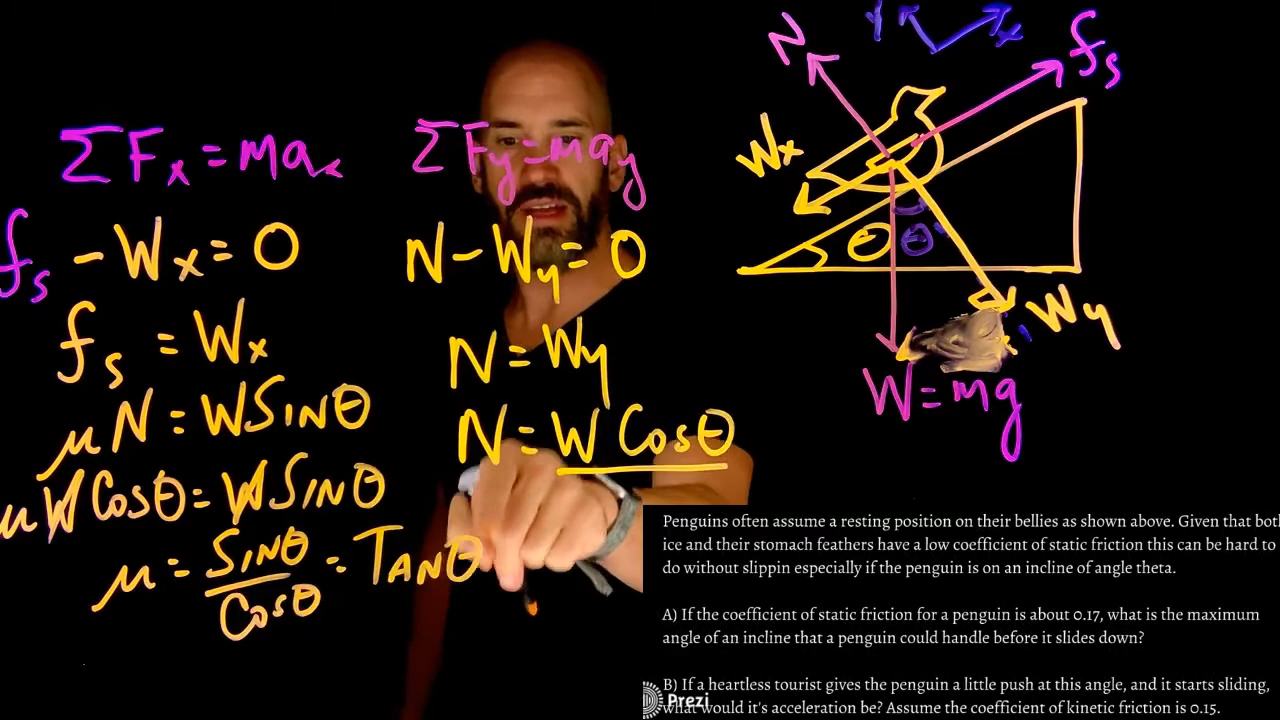 ΣFx = max
fs - Wx = 0
fs = Wx
μN = WSINθ
μWCosθ = WSINθ
μ = SINθ/Cosθ = TANθ
ΣFy = may
N - Wy = 0
N = Wy
N = W Cosθ
N
Y
X
fs
Wx
θ θ
Wy
W = mg
Penguins often assume a resting position on their bellies as shown above. Given that both
ice and their stomach feathers have a low coefficient of static friction this can be hard to
do without slippin especially if the penguin is on an incline of angle theta.
A) If the coefficient of static friction for a penguin is about 0.17, what is the maximum
angle of an incline that a penguin could handle before it slides down?
B) If a heartless tourist gives the penguin a little push at this angle, and it starts sliding,
what would it's acceleration be? Assume the coefficient of kinetic friction is 0.15.
Prezi